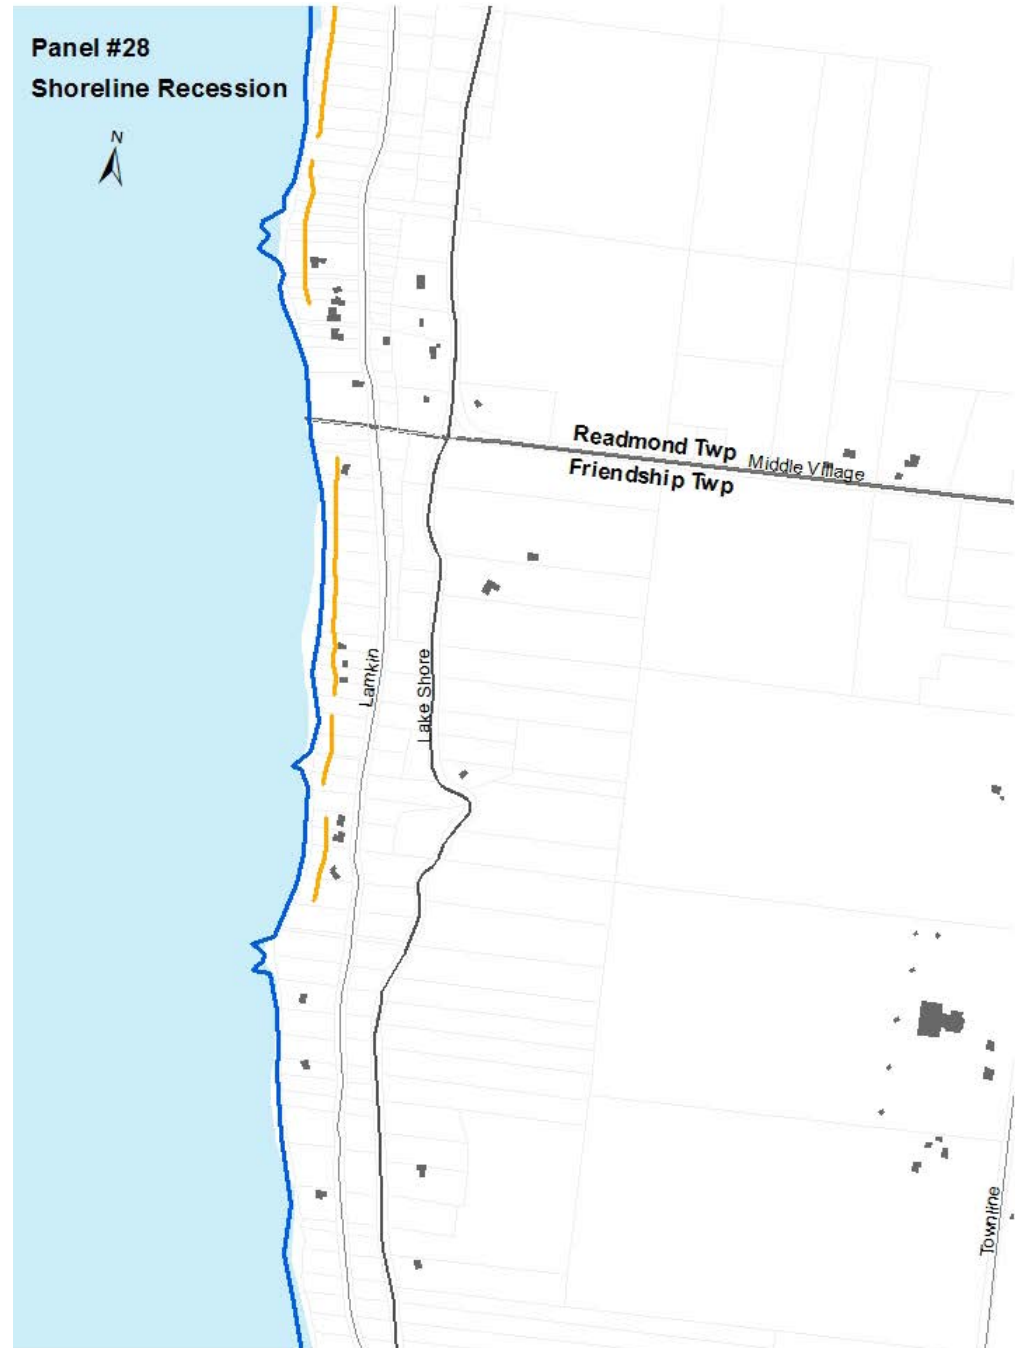 Panel #28
Shoreline Recession
N
Readmond Twp
Middle Village
Friendship Twp
Lamkin
Lake Shore
Townline